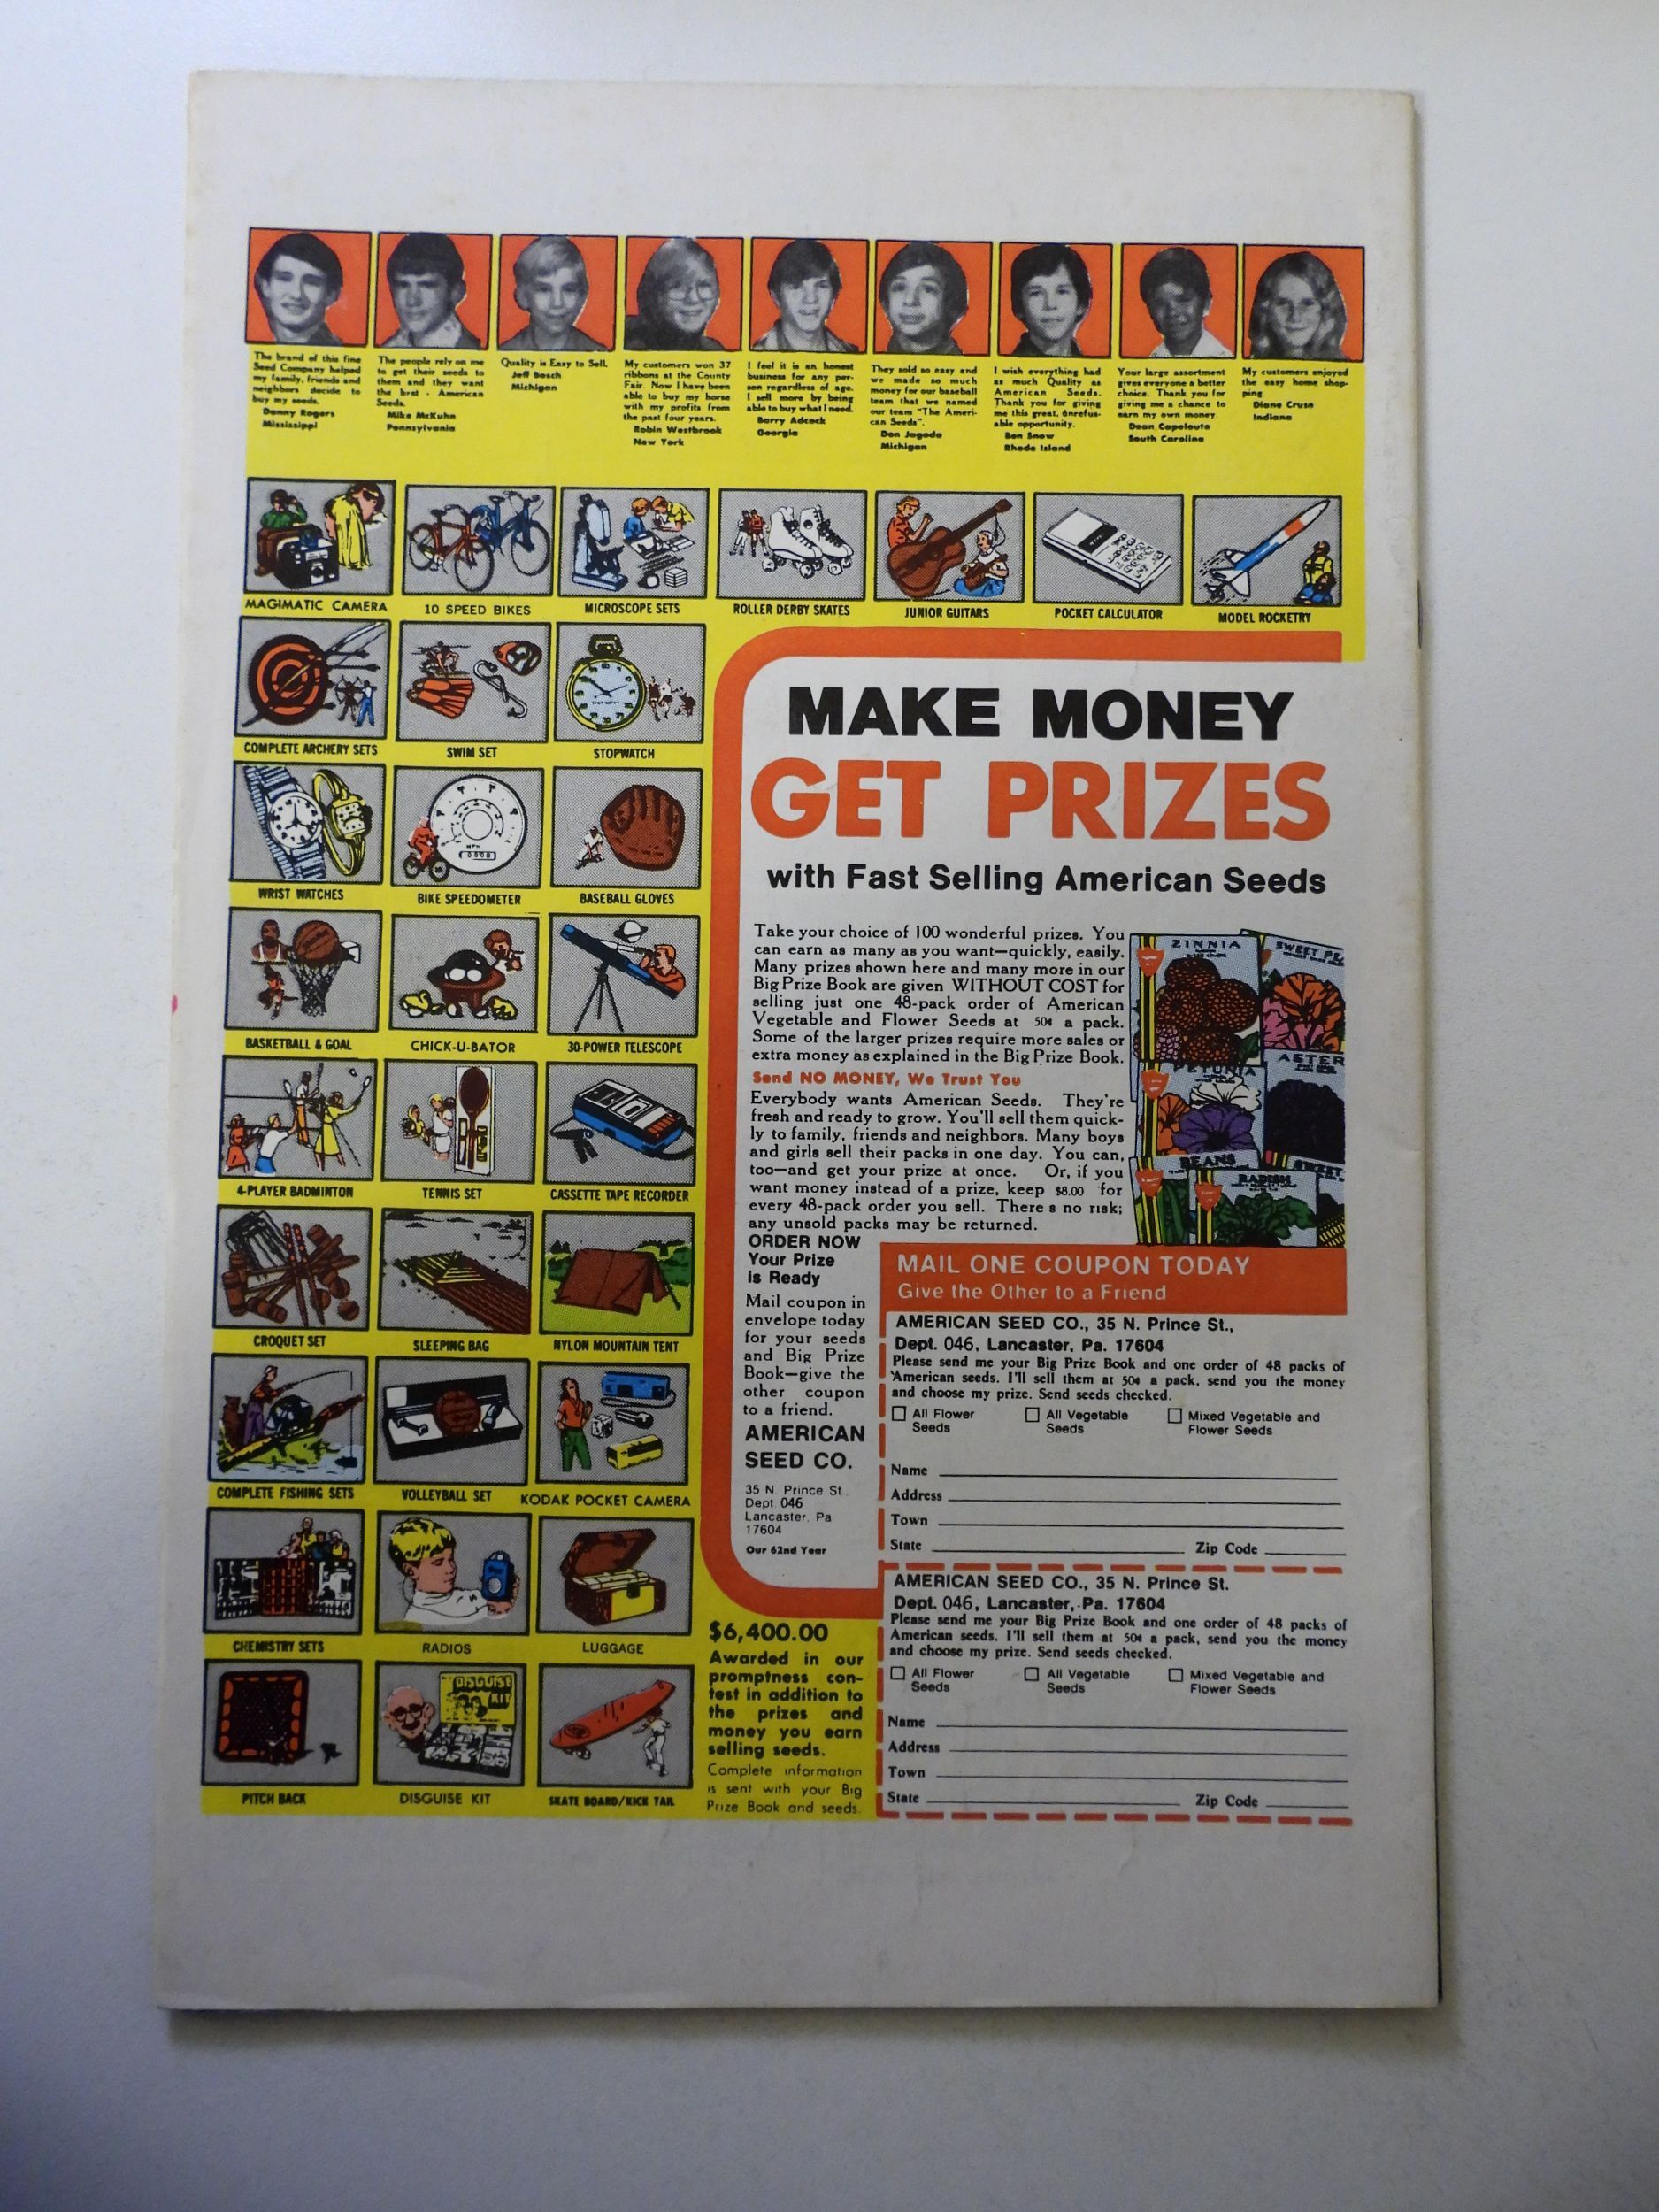 The brand of this fine
Seed Company helped
my family, friends and
neighbors decide to
buy my seeds.
Danny Rogers
Mississippi
The people rely on me
to get their seeds to
them and they want
the best - American
Seeds.
Mike McKuhn
Pennsylvania
Quality is Easy to Sell.
Jeff Bosch
Michigan
My customers won 37
ribbons at the County
Fair. Now I have been
able to buy my horse
with my profits from
the past four years.
Robin Westbrook
New York
I feel it is an honest
business for any per-
son regardless of age.
I sell more by being
able to buy what I need.
Barry Adcock
Georgia
They sold so easy and
we made so much
money for our baseball
team that we named
our team "The Ameri-
can Seeds".
Don Jagoda
Michigan
I wish everything had
as much Quality as
American Seeds.
Thank you for giving
me this great, unrefus-
able opportunity.
Ben Snow
Rhode Island
Your large assortment
gives everyone a better
choice. Thank you for
giving me a chance to
earn my own money.
Dean Capeloute
South Carolina
My customers enjoyed
the easy home shop-
ping
Diane Cruse
Indiana
MAGIMATIC CAMERA
10 SPEED BIKES
MICROSCOPE SETS
ROLLER DERBY SKATES
JUNIOR GUITARS
POCKET CALCULATOR
MODEL ROCKETRY
COMPLETE ARCHERY SETS
SWIM SET
STOPWATCH
WRIST WATCHES
BIKE SPEEDOMETER
BASEBALL GLOVES
BASKETBALL & GOAL
CHICK-U-BATOR
30-POWER TELESCOPE
4-PLAYER BADMINTON
TENNIS SET
CASSETTE TAPE RECORDER
CROQUET SET
SLEEPING BAG
NYLON MOUNTAIN TENT
COMPLETE FISHING SETS
VOLLEYBALL SET
KODAK POCKET CAMERA
CHEMISTRY SETS
RADIOS
LUGGAGE
DISGUISE
KIT
PITCH BACK
DISGUISE KIT
SKATE BOARD/KICK TAIL
MAKE MONEY
GET PRIZES
with Fast Selling American Seeds
Take your choice of 100 wonderful prizes. You
can earn as many as you want—quickly, easily.
Many prizes shown here and many more in our
Big Prize Book are given WITHOUT COST for
selling just one 48-pack order of American
Vegetable and Flower Seeds at 50¢ a pack.
Some of the larger prizes require more sales or
extra money as explained in the Big Prize Book.
Send NO MONEY, We Trust You
Everybody wants American Seeds. They're
fresh and ready to grow. You'll sell them quick-
ly to family, friends and neighbors. Many boys
and girls sell their packs in one day. You can,
too—and get your prize at once. Or, if you
want money instead of a prize, keep $8.00 for
every 48-pack order you sell. There s no risk;
any unsold packs may be returned.
ZINNIA
SWEET PE
ASTER
PETUNIA
BEANS
SWEET
RADISH
ORDER NOW
Your Prize
is Ready
Mail coupon in
envelope today
for your seeds
and Big Prize
Book—give the
other coupon
to a friend.
AMERICAN
SEED CO.
35 N. Prince St.
Dept. 046
Lancaster, Pa
17604
Our 62nd Year
MAIL ONE COUPON TODAY
Give the Other to a Friend
AMERICAN SEED CO., 35 N. Prince St.,
Dept. 046, Lancaster, Pa. 17604
Please send me your Big Prize Book and one order of 48 packs of
American seeds. I'll sell them at 50¢ a pack, send you the money
and choose my prize. Send seeds checked.
All Flower
Seeds
All Vegetable
Seeds
Mixed Vegetable and
Flower Seeds
Name
Address
Town
State Zip Code
AMERICAN SEED CO., 35 N. Prince St.
Dept. 046, Lancaster, Pa. 17604
Please send me your Big Prize Book and one order of 48 packs of
American seeds. I'll sell them at 50¢ a pack, send you the money
and choose my prize. Send seeds checked.
All Flower
Seeds
All Vegetable
Seeds
Mixed Vegetable and
Flower Seeds
Name
Address
Town
State Zip Code
$6,400.00
Awarded in our
promptness con-
test in addition to
the prizes and
money you earn
selling seeds.
Complete information
is sent with your Big
Prize Book and seeds.